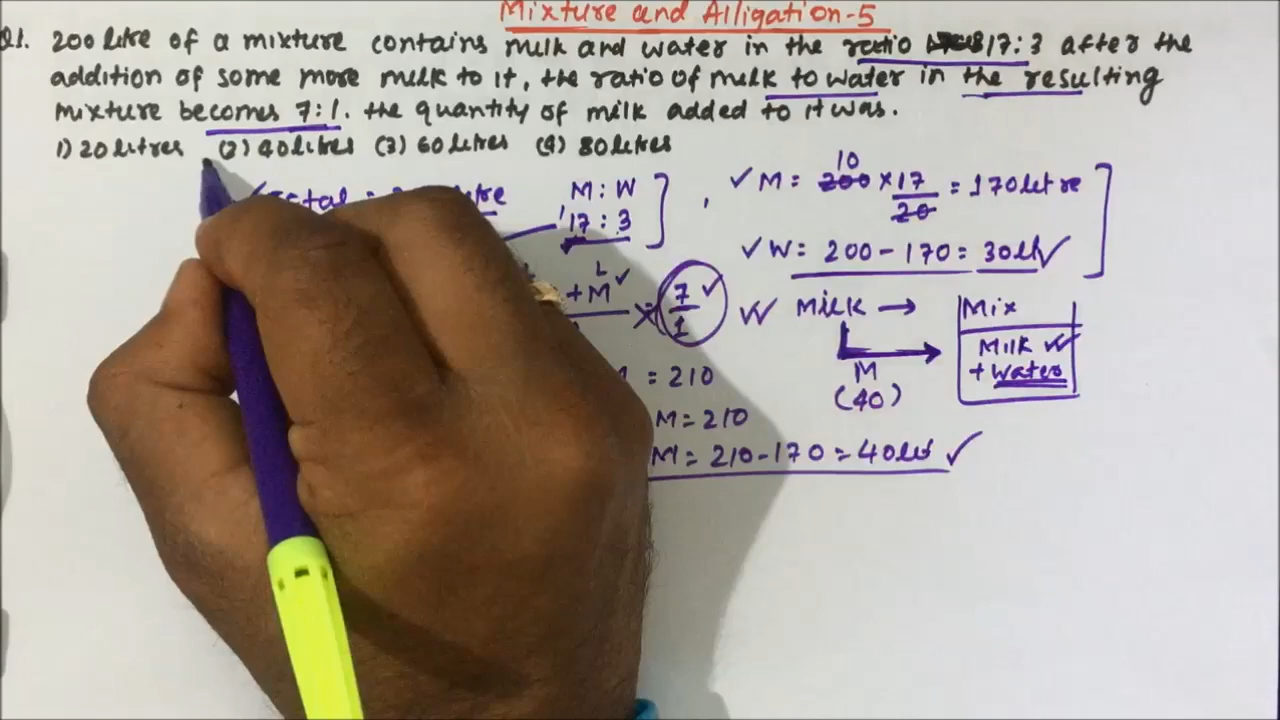 Mixture and Alligation-5
Q1. 200 litre of a mixture contains milk and water in the ratio 17:3 after the
addition of some more milk to it, the ratio of milk to water in the resulting
mixture becomes 7:1. the quantity of milk added to it was.
1) 20 litres (2) 40 litres (3) 60 litres (4) 80 litres
M : W
17 : 3
✓ M = 200 × 17/20 = 170 letre
10
✓ W = 200 - 170 = 30 lt ✓
+ M ✓
7/1 ✓
Milk →
M
(40)
Mix
Milk
+ water
= 210
M = 210
M = 210 - 170 = 40 lit ✓